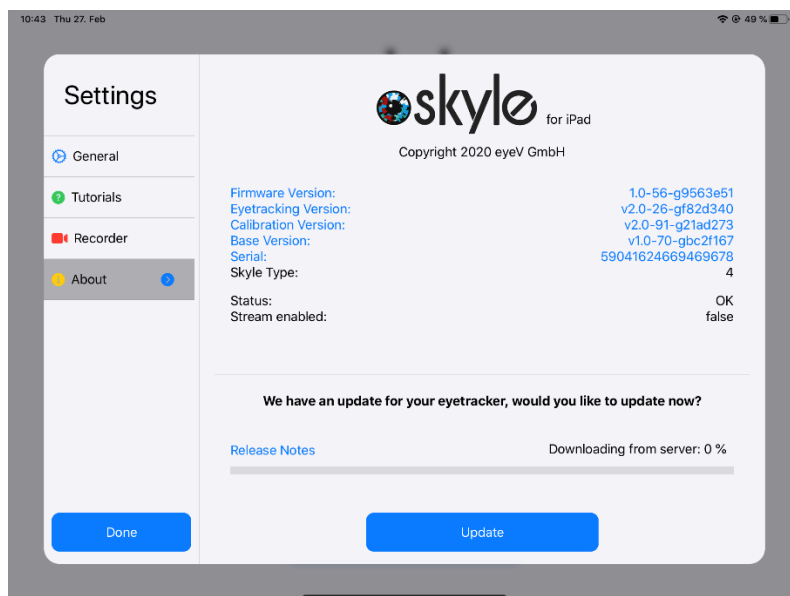 10:43 Thu 27. Feb
49 %
Settings
General
Tutorials
Recorder
About
skyle for iPad
Copyright 2020 eyeV GmbH
Firmware Version: 1.0-56-g9563e51
Eyetracking Version: v2.0-26-gf82d340
Calibration Version: v2.0-91-g21ad273
Base Version: v1.0-70-gbc2f167
Serial: 59041624669469678
Skyle Type: 4
Status: OK
Stream enabled: false
We have an update for your eyetracker, would you like to update now?
Release Notes Downloading from server: 0 %
Done
Update